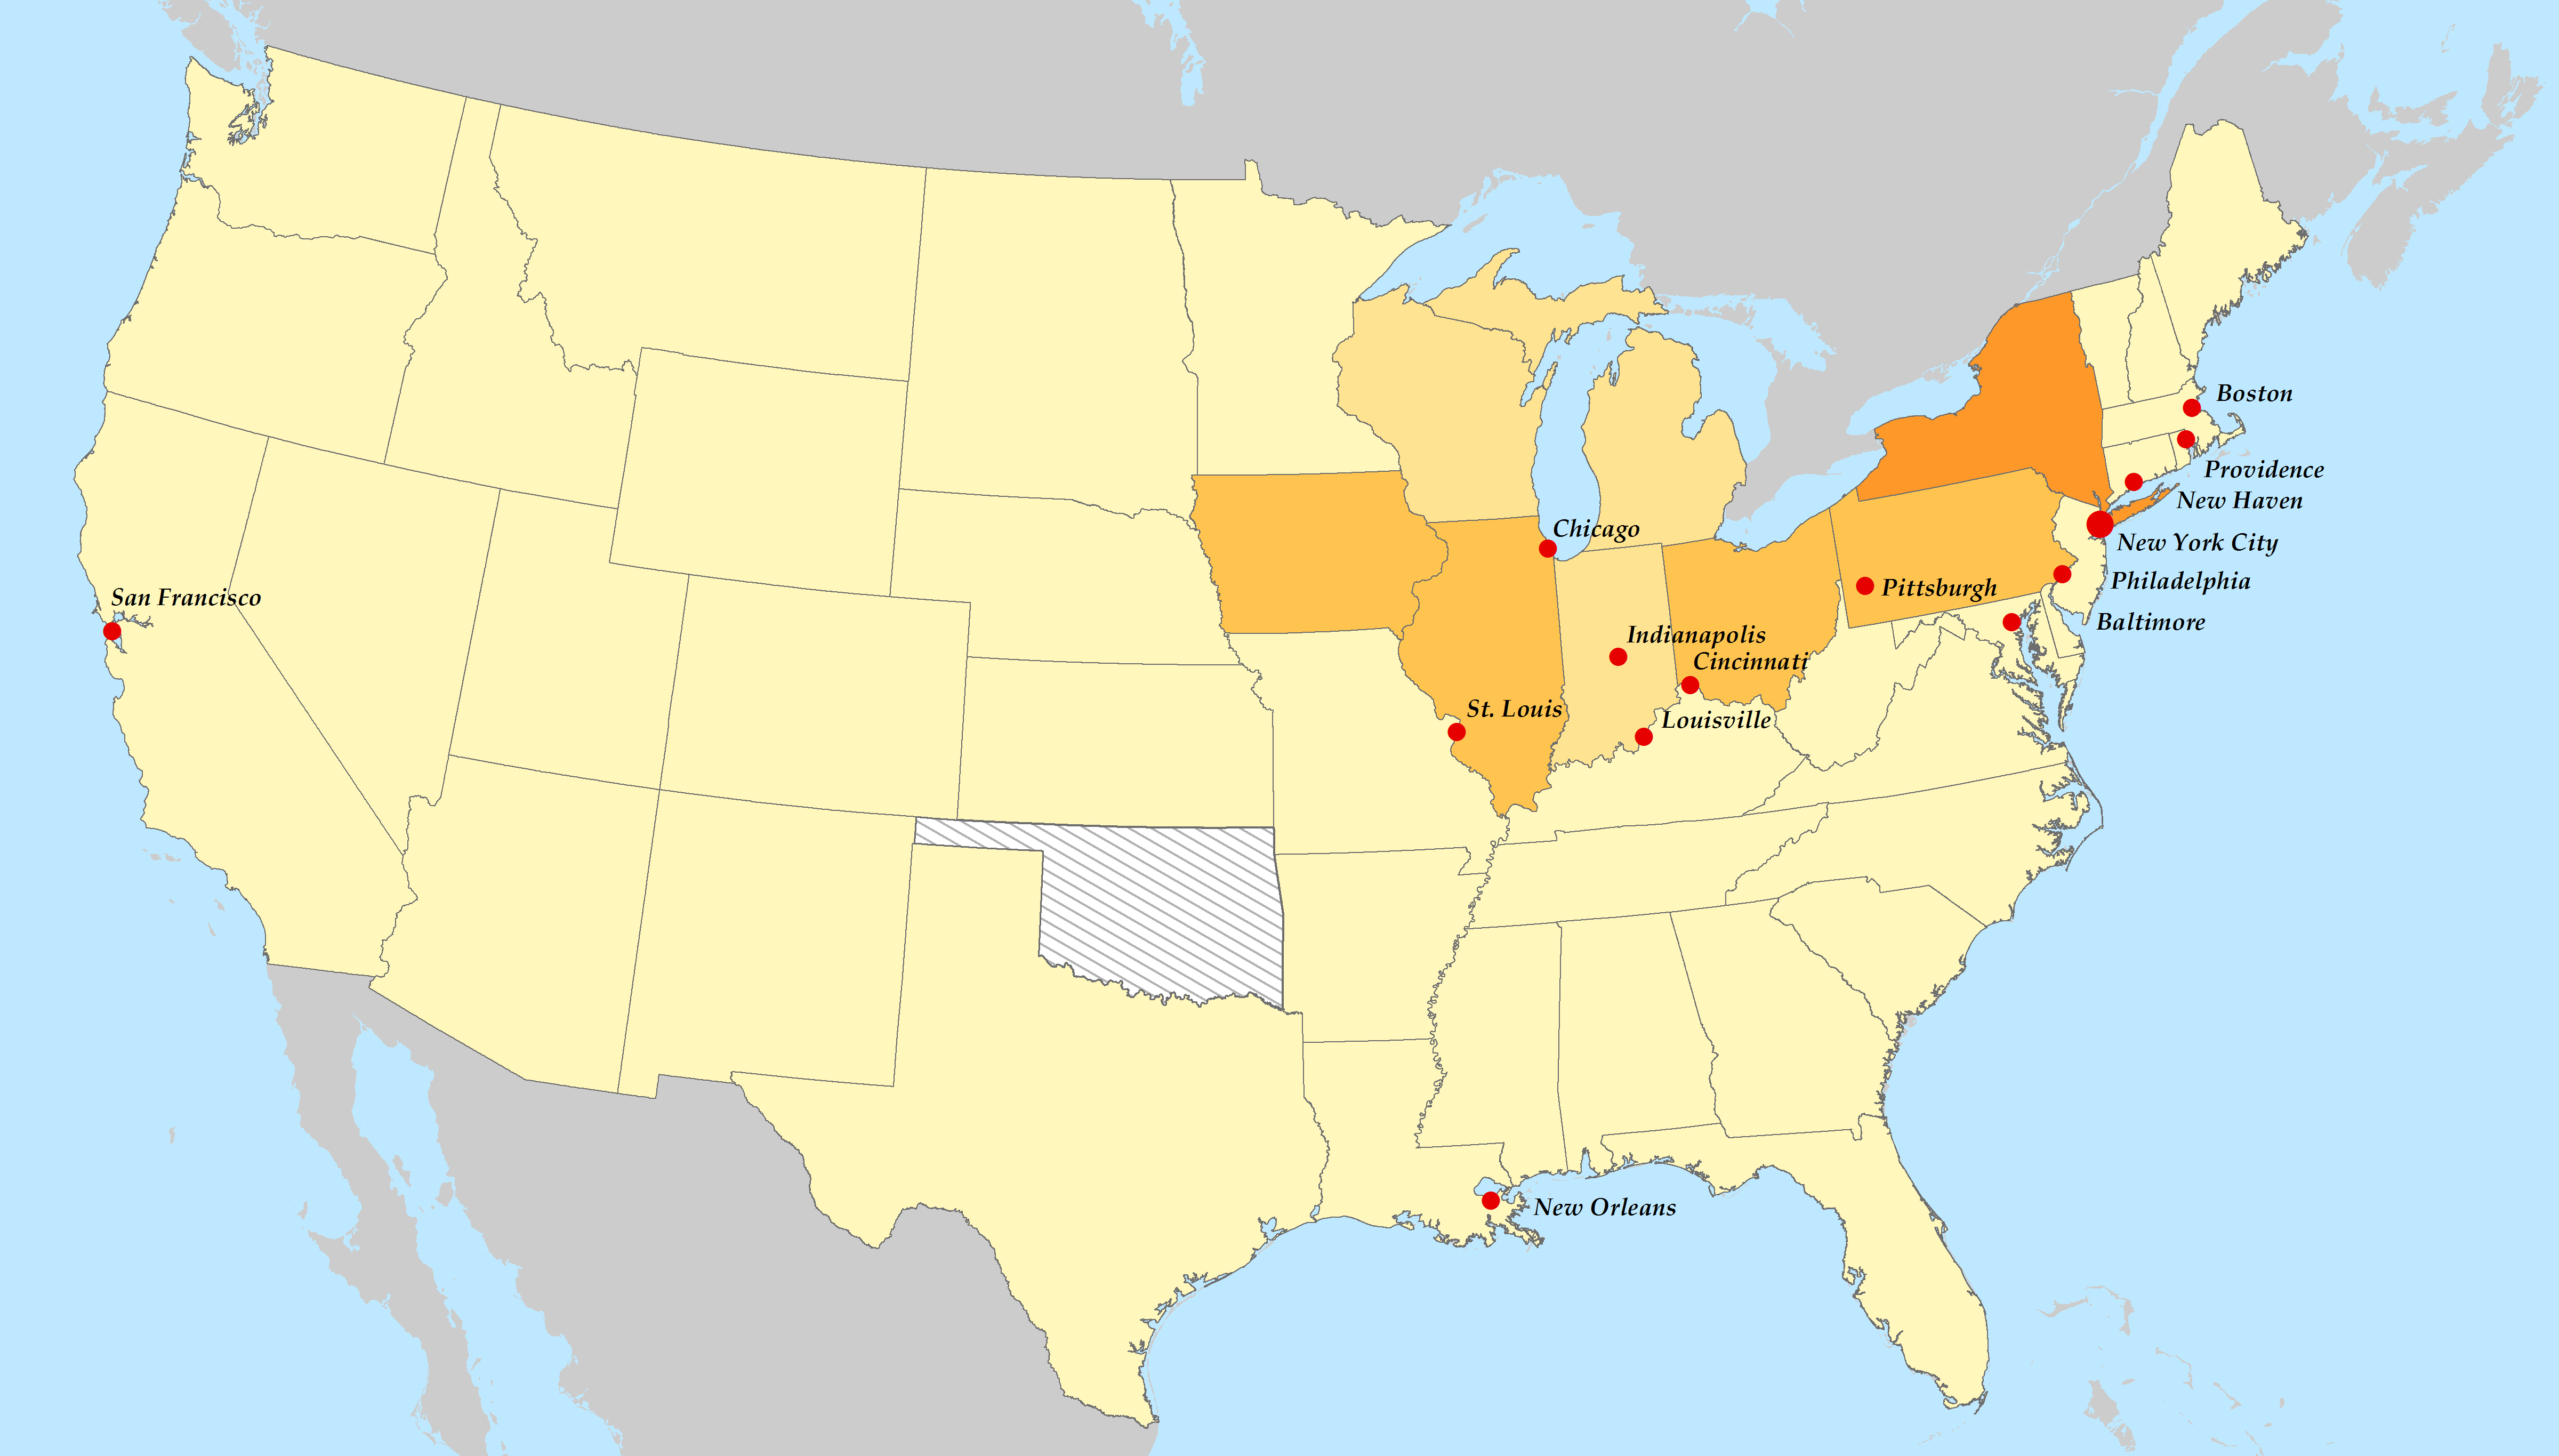 Boston
Providence
New Haven
Chicago
New York City
Philadelphia
Pittsburgh
San Francisco
Baltimore
Indianapolis
Cincinnati
St. Louis
Louisville
New Orleans